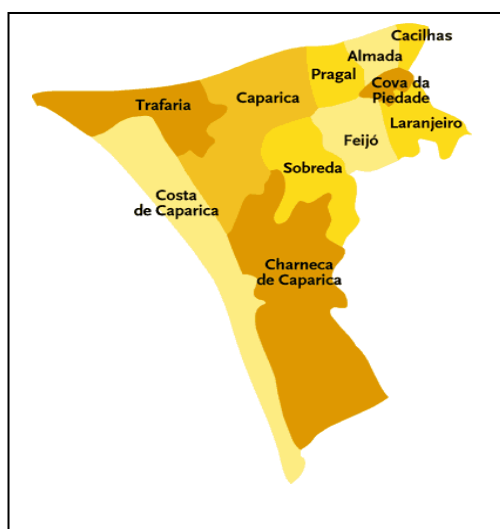 Cacilhas
Almada
Pragal
Cova da
Piedade
Trafaria
Caparica
Laranjeiro
Feijó
Sobreda
Costa
de Caparica
Charneca
de Caparica